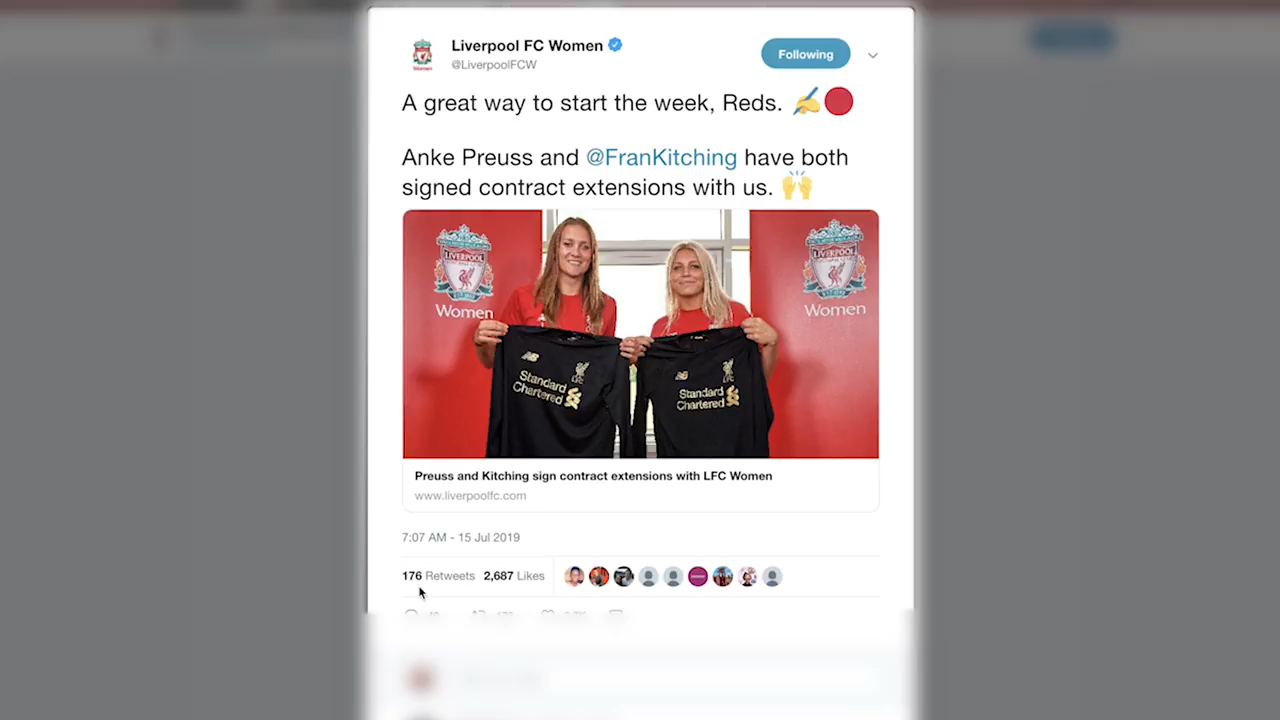 Liverpool FC Women
@LiverpoolFCW
Following
A great way to start the week, Reds. ✍️🔴
Anke Preuss and @FranKitching have both
signed contract extensions with us. 🙌
LIVERPOOL
Women
LIVERPOOL
Women
Standard
Chartered
Standard
Chartered
Preuss and Kitching sign contract extensions with LFC Women
www.liverpoolfc.com
7:07 AM - 15 Jul 2019
176 Retweets 2,687 Likes